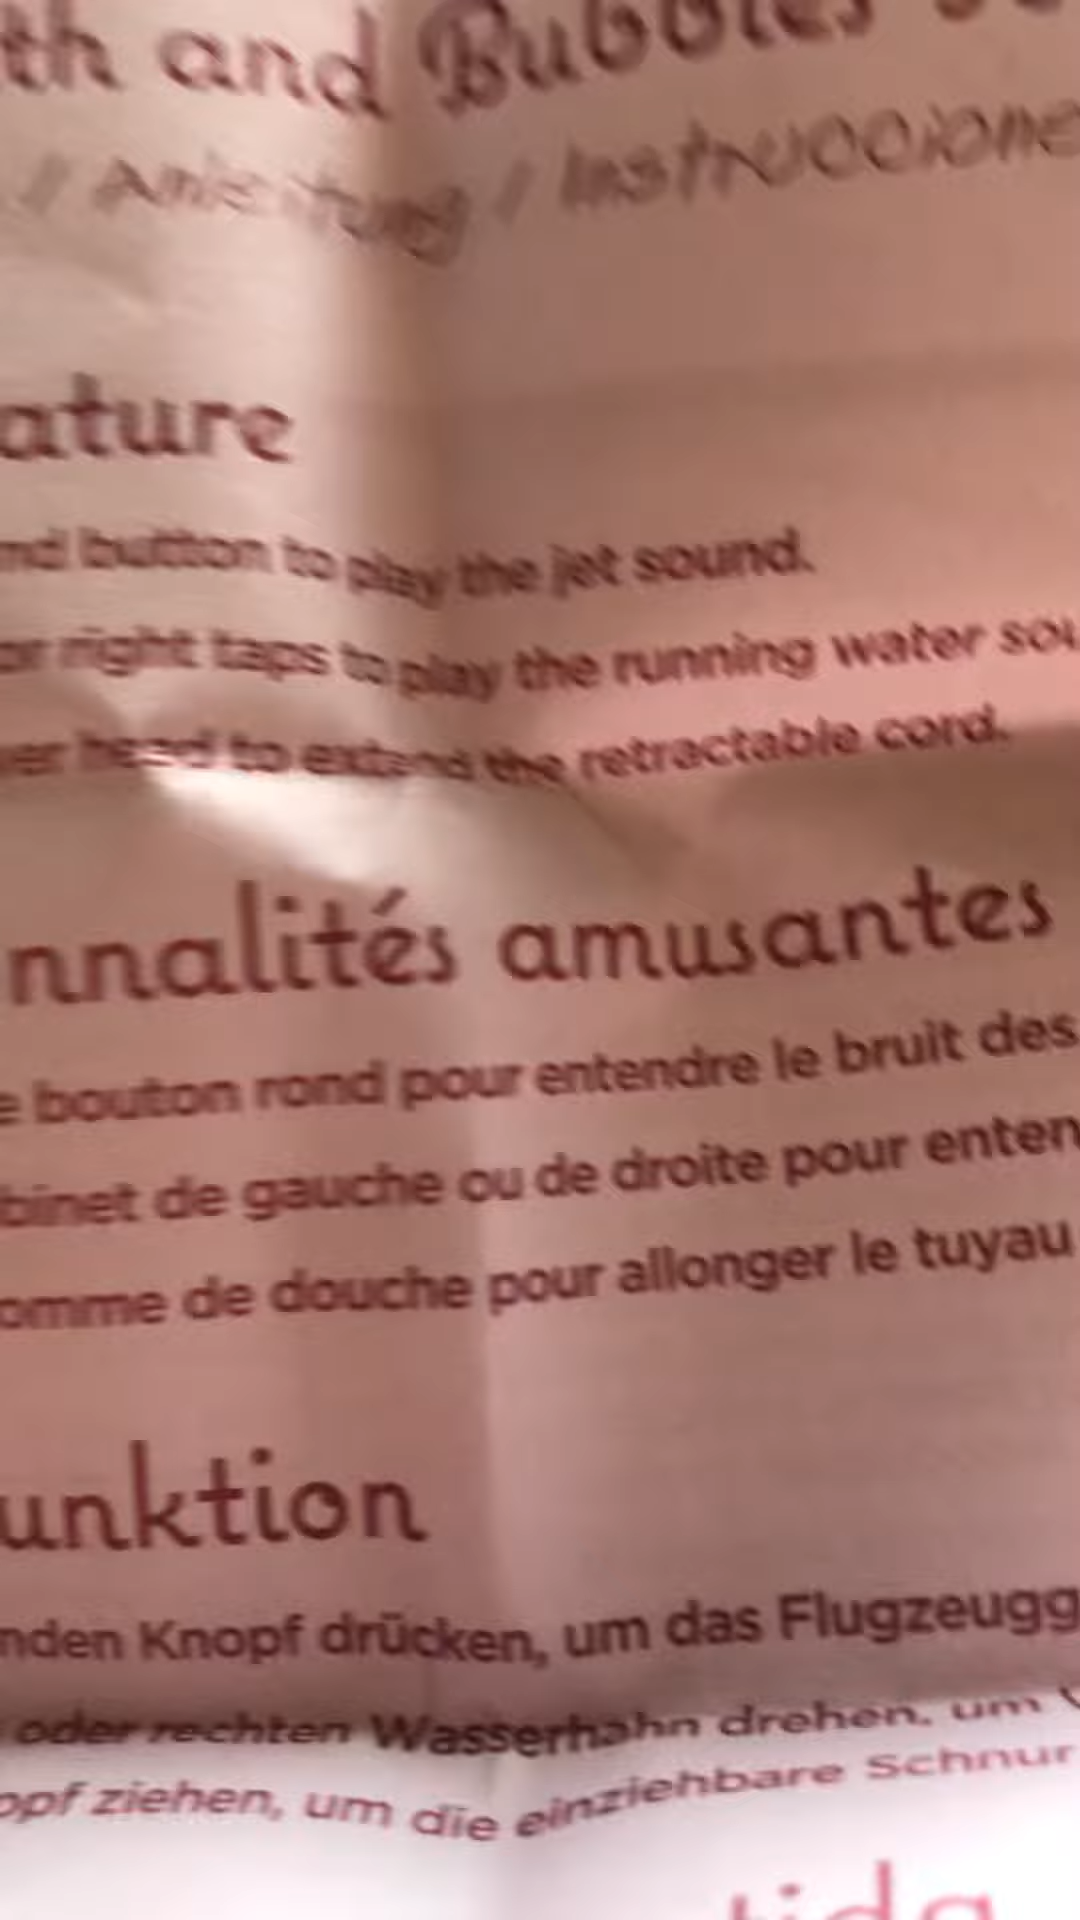 th and Bubbles
/ Anleitung / Instruccione
ature
nd button to play the jet sound.
or right taps to play the running water sou
er head to extend the retractable cord.
nnalités amusantes
e bouton rond pour entendre le bruit des
binet de gauche ou de droite pour enten
omme de douche pour allonger le tuyau
unktion
nden Knopf drücken, um das Flugzeugg
oder rechten Wasserhahn drehen, um
opf ziehen, um die einziehbare Schnur
tida